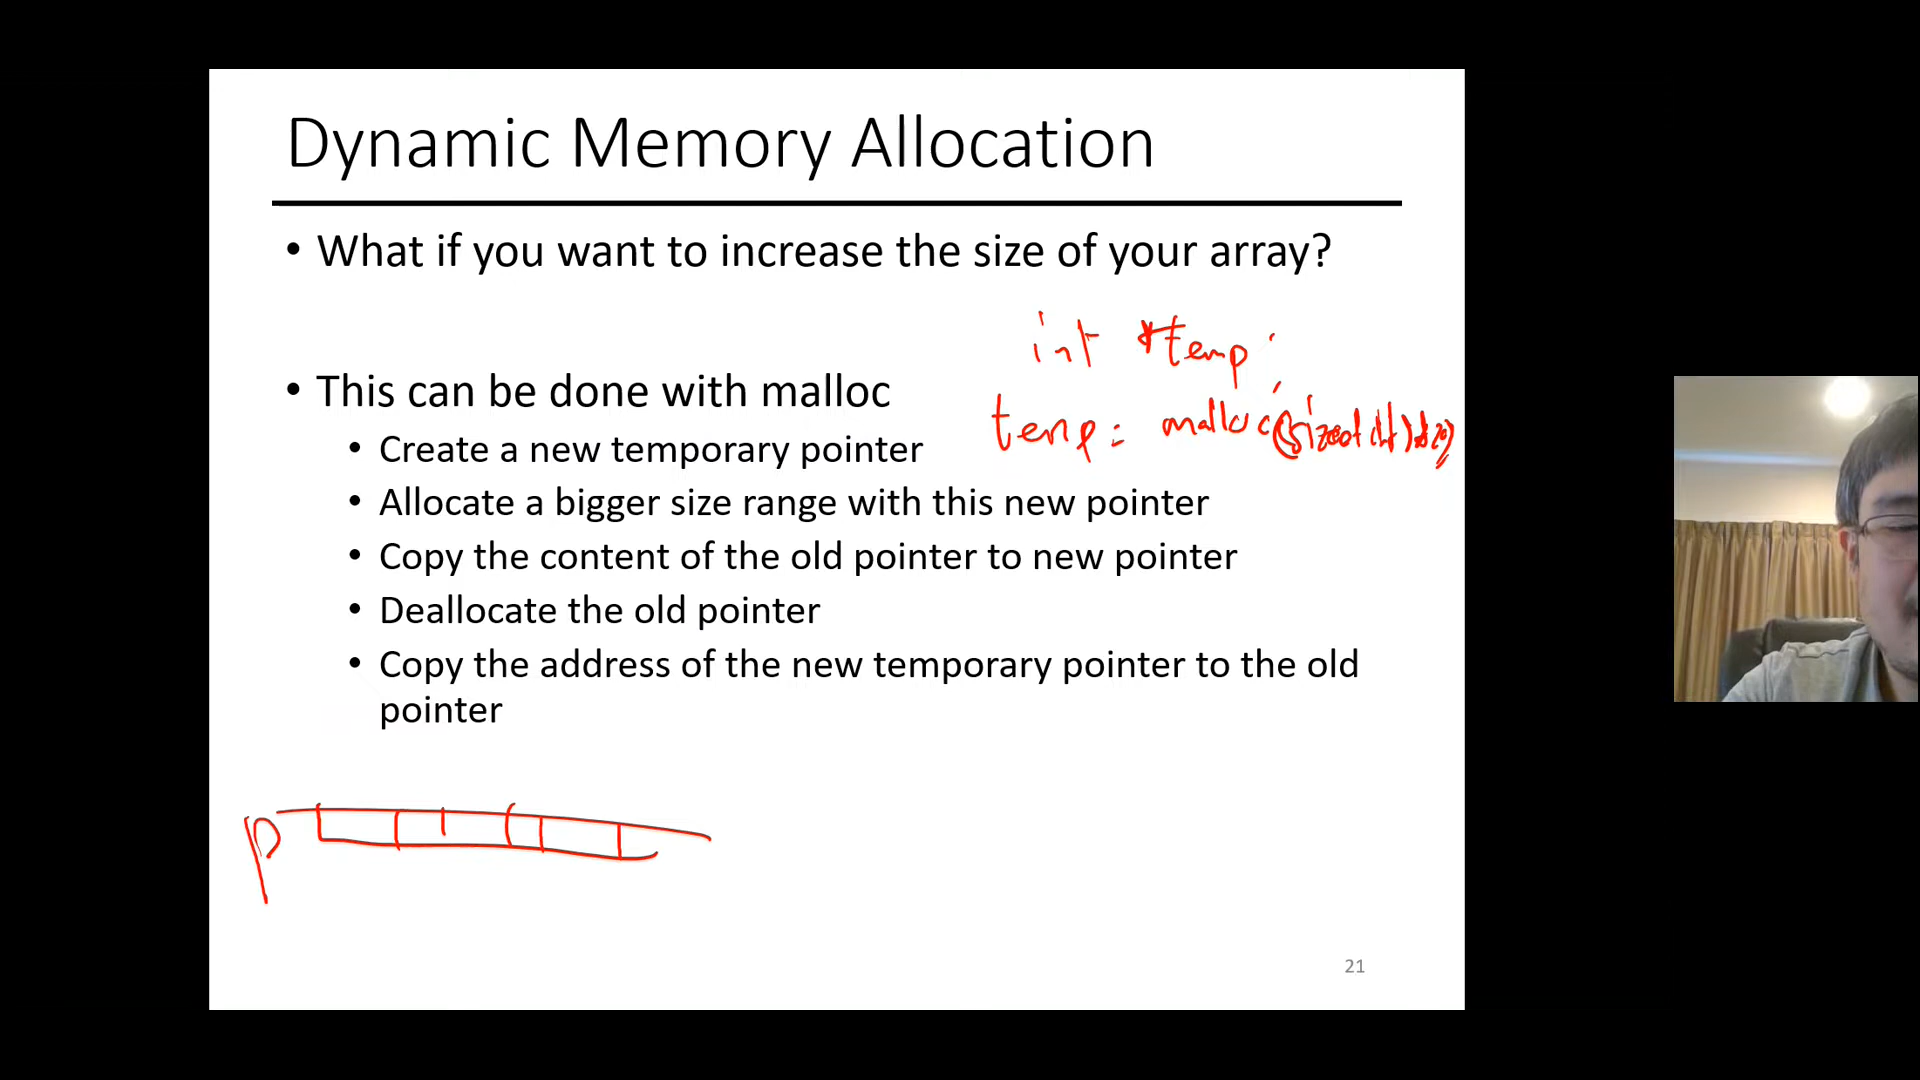 Dynamic Memory Allocation
• What if you want to increase the size of your array?
int *temp;
• This can be done with malloc
temp = malloc(sizeof(int)
• Create a new temporary pointer
• Allocate a bigger size range with this new pointer
• Copy the content of the old pointer to new pointer
• Deallocate the old pointer
• Copy the address of the new temporary pointer to the old
pointer
p
21